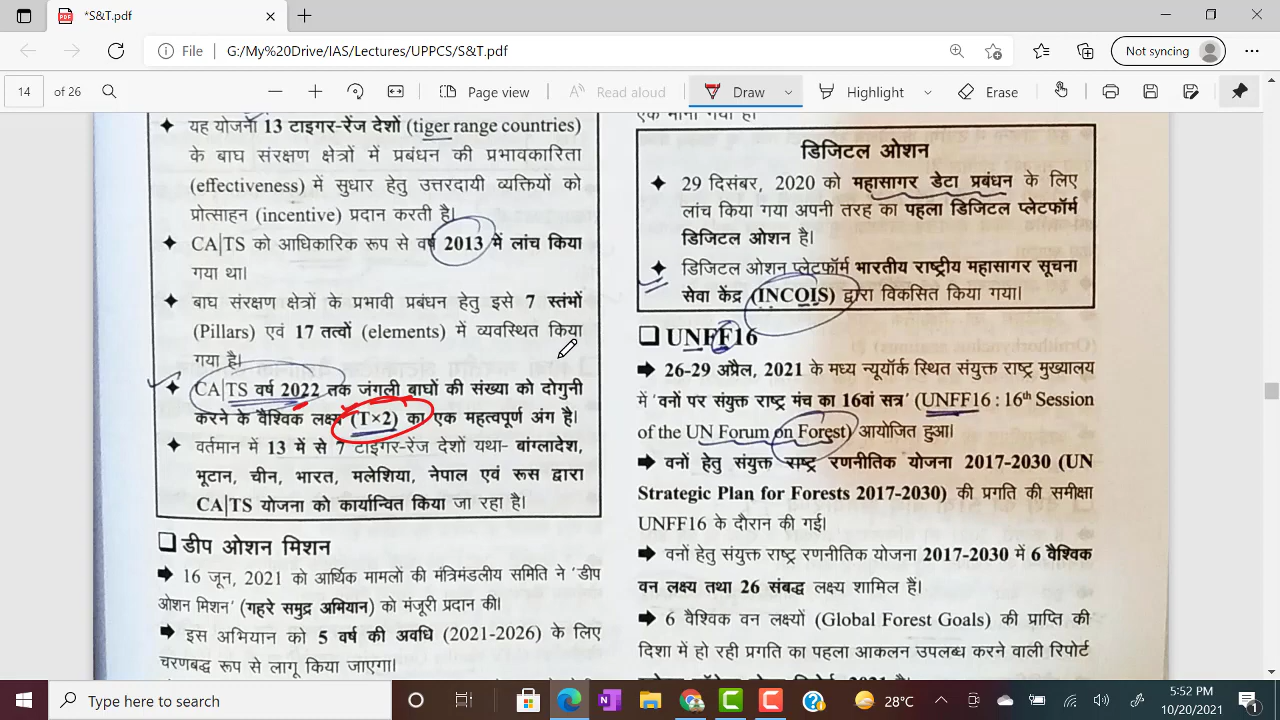 *S&T.pdf
File
G:/My%20Drive/IAS/Lectures/UPPCS/S&T.pdf
Not syncing
14
of 26
Page view
Read aloud
Draw
Highlight
Erase
यह योजना 13 टाइगर-रेंज देशों (tiger range countries)
के बाघ संरक्षण क्षेत्रों में प्रबंधन की प्रभावकारिता
(effectiveness) में सुधार हेतु उत्तरदायी व्यक्तियों को
प्रोत्साहन (incentive) प्रदान करती है।
CA|TS को आधिकारिक रूप से वर्ष 2013 में लांच किया
गया था।
बाघ संरक्षण क्षेत्रों के प्रभावी प्रबंधन हेतु इसे 7 स्तंभों
(Pillars) एवं 17 तत्वों (elements) में व्यवस्थित किया
गया है।
CA|TS वर्ष 2022 तक जंगली बाघों की संख्या को दोगुनी
करने के वैश्विक लक्ष्य (T×2) का एक महत्वपूर्ण अंग है।
वर्तमान में 13 में से 7 टाइगर-रेंज देशों यथा- बांग्लादेश,
भूटान, चीन, भारत, मलेशिया, नेपाल एवं रूस द्वारा
CA|TS योजना को कार्यान्वित किया जा रहा है।
डीप ओशन मिशन
16 जून, 2021 को आर्थिक मामलों की मंत्रिमंडलीय समिति ने 'डीप
ओशन मिशन' (गहरे समुद्र अभियान) को मंजूरी प्रदान की।
इस अभियान को 5 वर्ष की अवधि (2021-2026) के लिए
चरणबद्ध रूप से लागू किया जाएगा।
डिजिटल ओशन
29 दिसंबर, 2020 को महासागर डेटा प्रबंधन के लिए
लांच किया गया अपनी तरह का पहला डिजिटल प्लेटफॉर्म
डिजिटल ओशन है।
डिजिटल ओशन प्लेटफॉर्म भारतीय राष्ट्रीय महासागर सूचना
सेवा केंद्र (INCOIS) द्वारा विकसित किया गया।
UNFF16
26-29 अप्रैल, 2021 के मध्य न्यूयॉर्क स्थित संयुक्त राष्ट्र मुख्यालय
में 'वनों पर संयुक्त राष्ट्र मंच का 16वां सत्र' (UNFF16 : 16th Session
of the UN Forum on Forest) आयोजित हुआ।
वनों हेतु संयुक्त राष्ट्र रणनीतिक योजना 2017-2030 (UN
Strategic Plan for Forests 2017-2030) की प्रगति की समीक्षा
UNFF16 के दौरान की गई।
वनों हेतु संयुक्त राष्ट्र रणनीतिक योजना 2017-2030 में 6 वैश्विक
वन लक्ष्य तथा 26 संबद्ध लक्ष्य शामिल हैं।
6 वैश्विक वन लक्ष्यों (Global Forest Goals) की प्राप्ति की
दिशा में हो रही प्रगति का पहला आकलन उपलब्ध करने वाली रिपोर्ट
Type here to search
28°C
5:52 PM
10/20/2021